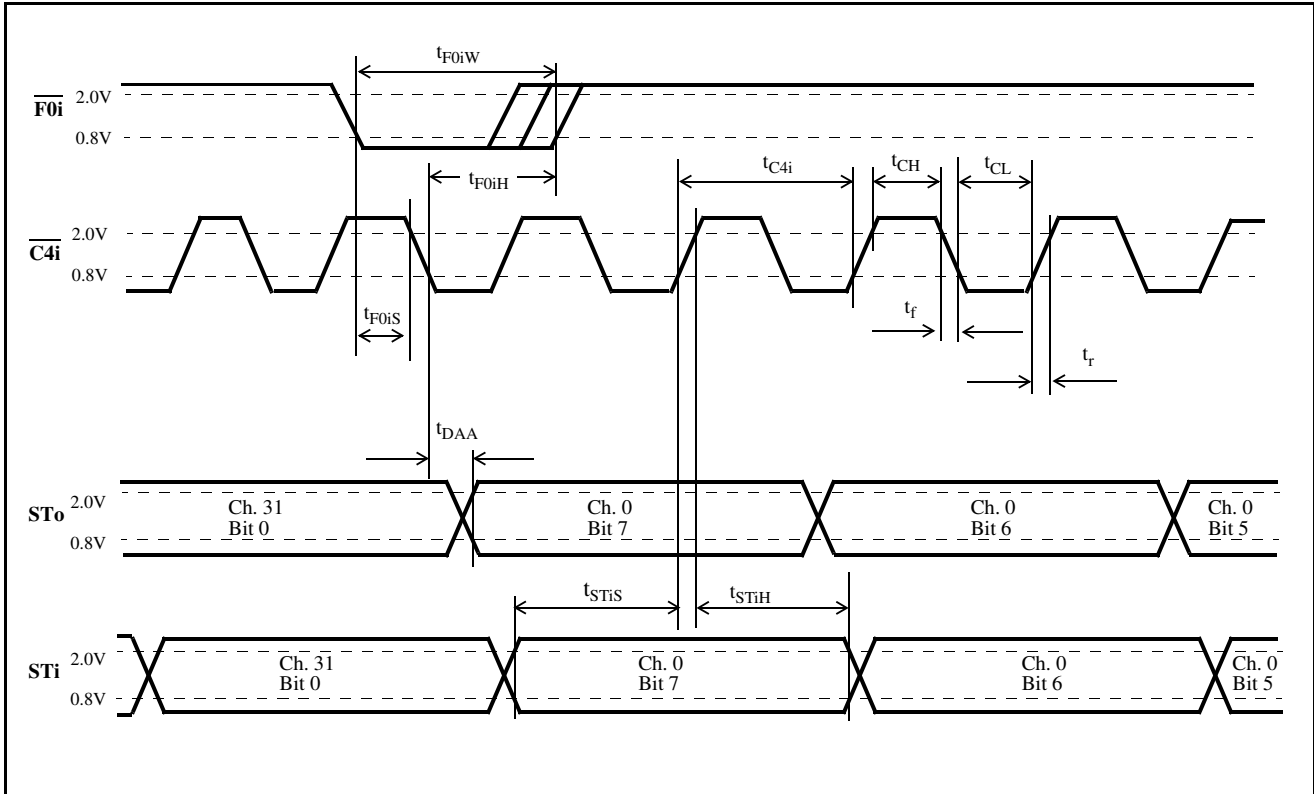 tF0iW
F0i
2.0V
0.8V
tF0iH
tC4i
tCH
tCL
C4i
2.0V
0.8V
tF0iS
tf
tr
tDAA
STo
2.0V
0.8V
Ch. 31
Bit 0
Ch. 0
Bit 7
Ch. 0
Bit 6
Ch. 0
Bit 5
tSTiS
tSTiH
STi
2.0V
0.8V
Ch. 31
Bit 0
Ch. 0
Bit 7
Ch. 0
Bit 6
Ch. 0
Bit 5